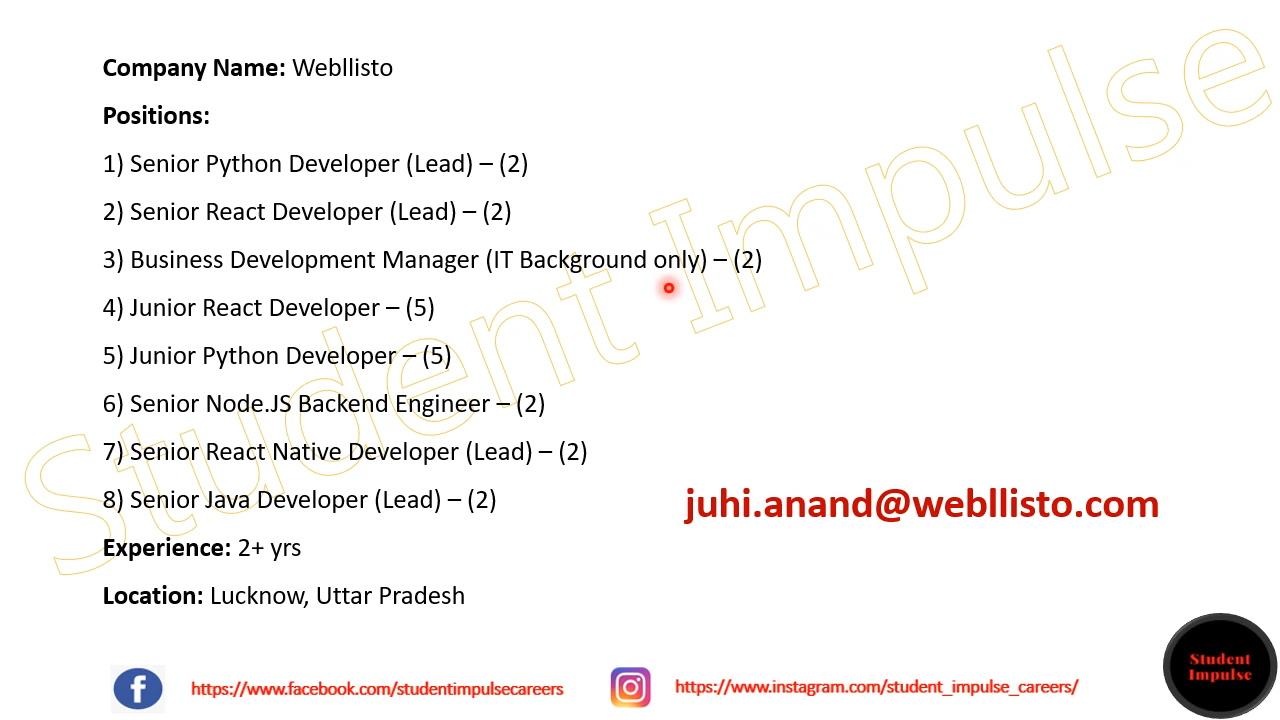 Company Name: Webllisto
Positions:
1) Senior Python Developer (Lead) – (2)
2) Senior React Developer (Lead) – (2)
3) Business Development Manager (IT Background only) – (2)
4) Junior React Developer – (5)
5) Junior Python Developer – (5)
6) Senior Node.JS Backend Engineer – (2)
7) Senior React Native Developer (Lead) – (2)
8) Senior Java Developer (Lead) – (2)
juhi.anand@webllisto.com
Experience: 2+ yrs
Location: Lucknow, Uttar Pradesh
Student Impulse
https://www.facebook.com/studentimpulsecareers
https://www.instagram.com/student_impulse_careers/
Student
Impulse